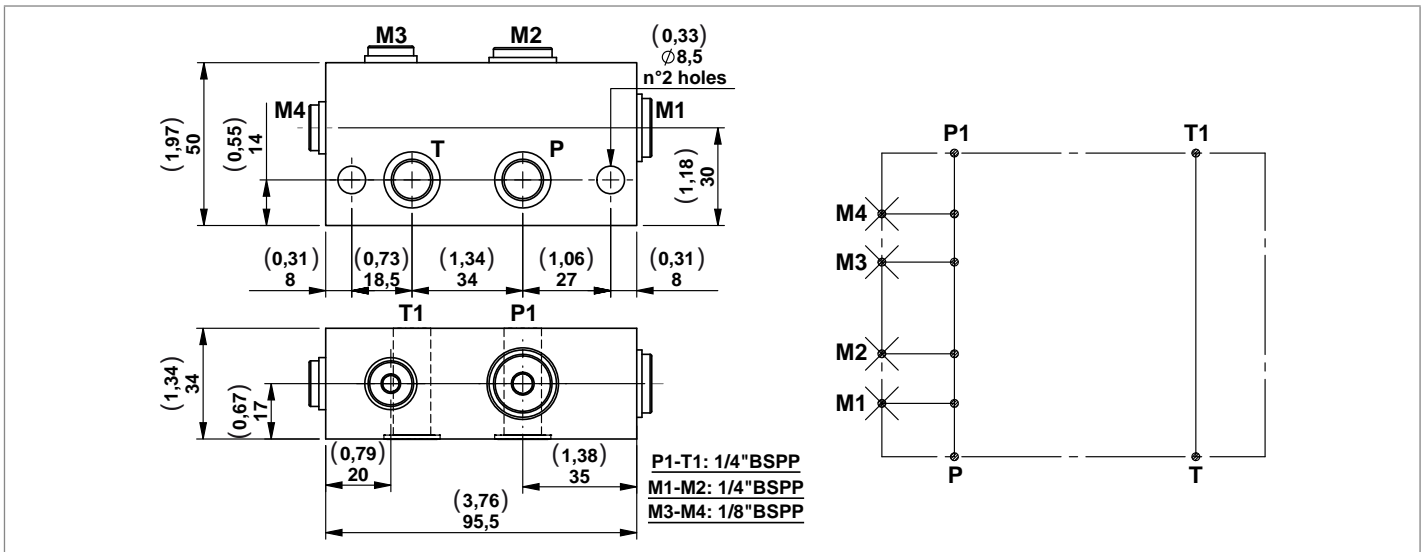 M3
M2
(0,33)
Ø8,5
n°2 holes
M4
M1
(1,97)
50
(0,55)
14
T
P
(1,18)
30
(0,31)
8
(0,73)
18,5
(1,34)
34
(1,06)
27
(0,31)
8
T1
P1
(1,34)
34
(0,67)
17
(0,79)
20
(1,38)
35
(3,76)
95,5
P1-T1: 1/4"BSPP
M1-M2: 1/4"BSPP
M3-M4: 1/8"BSPP
P1
T1
M4
M3
M2
M1
P
T